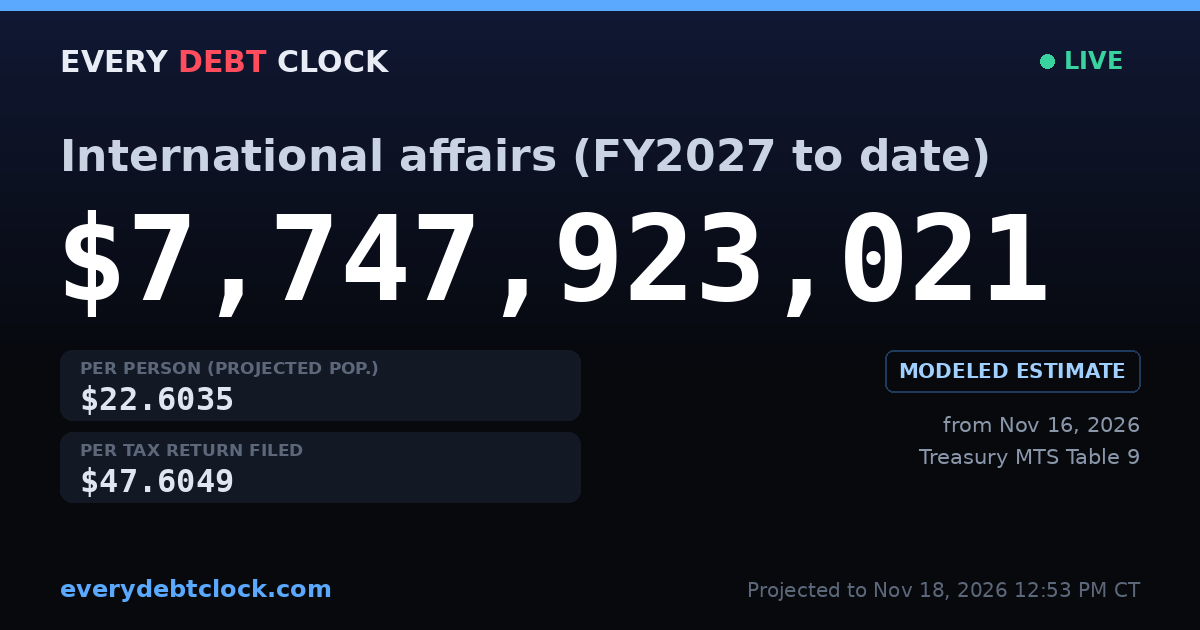 EVERY DEBT CLOCK
LIVE
International affairs (FY2027 to date)
$7,747,923,021
PER PERSON (PROJECTED POP.)
$22.6035
MODELED ESTIMATE
from Nov 16, 2026
Treasury MTS Table 9
PER TAX RETURN FILED
$47.6049
everydebtclock.com
Projected to Nov 18, 2026 12:53 PM CT